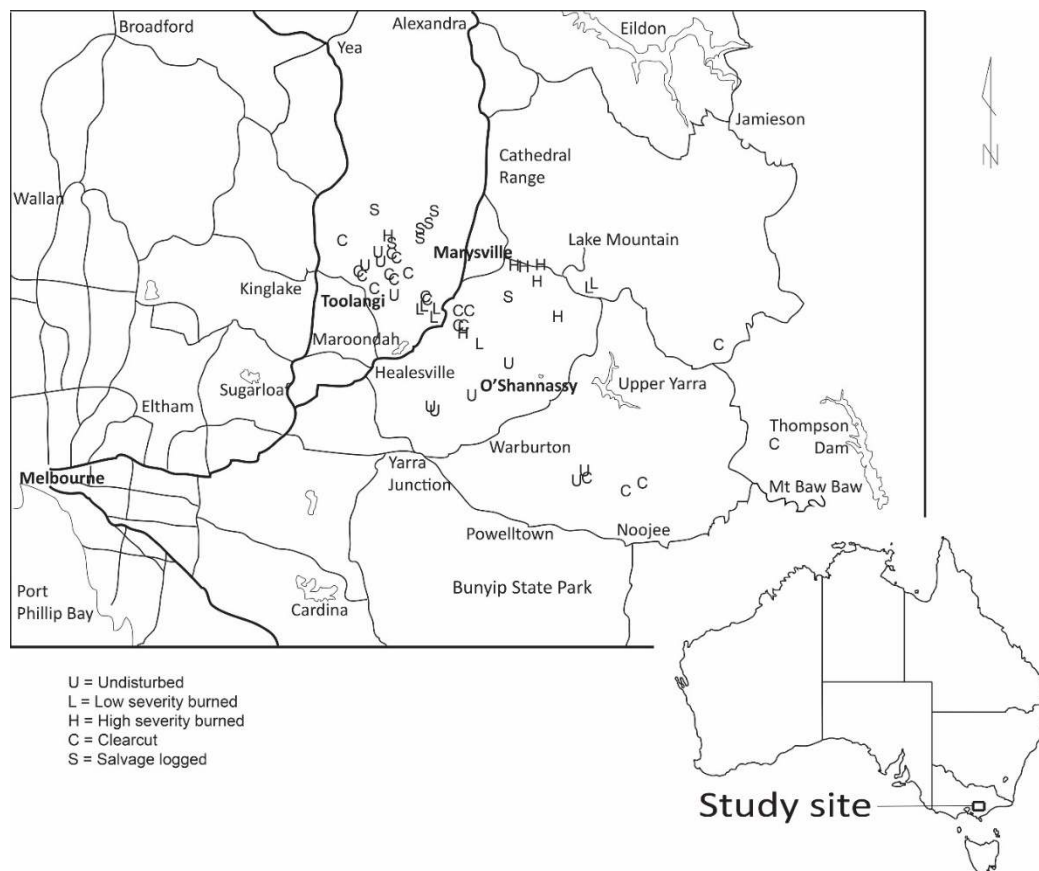 Broadford
Alexandra
Eildon
Yea
Jamieson
N
Cathedral
Range
Wallan
S
S
S
S
H
S
C
S
Lake Mountain
U
C
Marysville
C
U
U
H H H
C
C
C
C
C
H
L L
Kinglake
C
U
C
C
S
Toolangi
L L L
C C
L
H
C C
H
Maroondah
L
C
U
Healesville
Sugarloaf
O'Shannassy
Upper Yarra
U
Eltham
U
U
Thompson
Dam
C
Warburton
Yarra
Junction
Melbourne
U
U C
C
C
Mt Baw Baw
Powelltown
Noojee
Port
Phillip Bay
Cardina
Bunyip State Park
U = Undisturbed
L = Low severity burned
H = High severity burned
C = Clearcut
S = Salvage logged
Study site